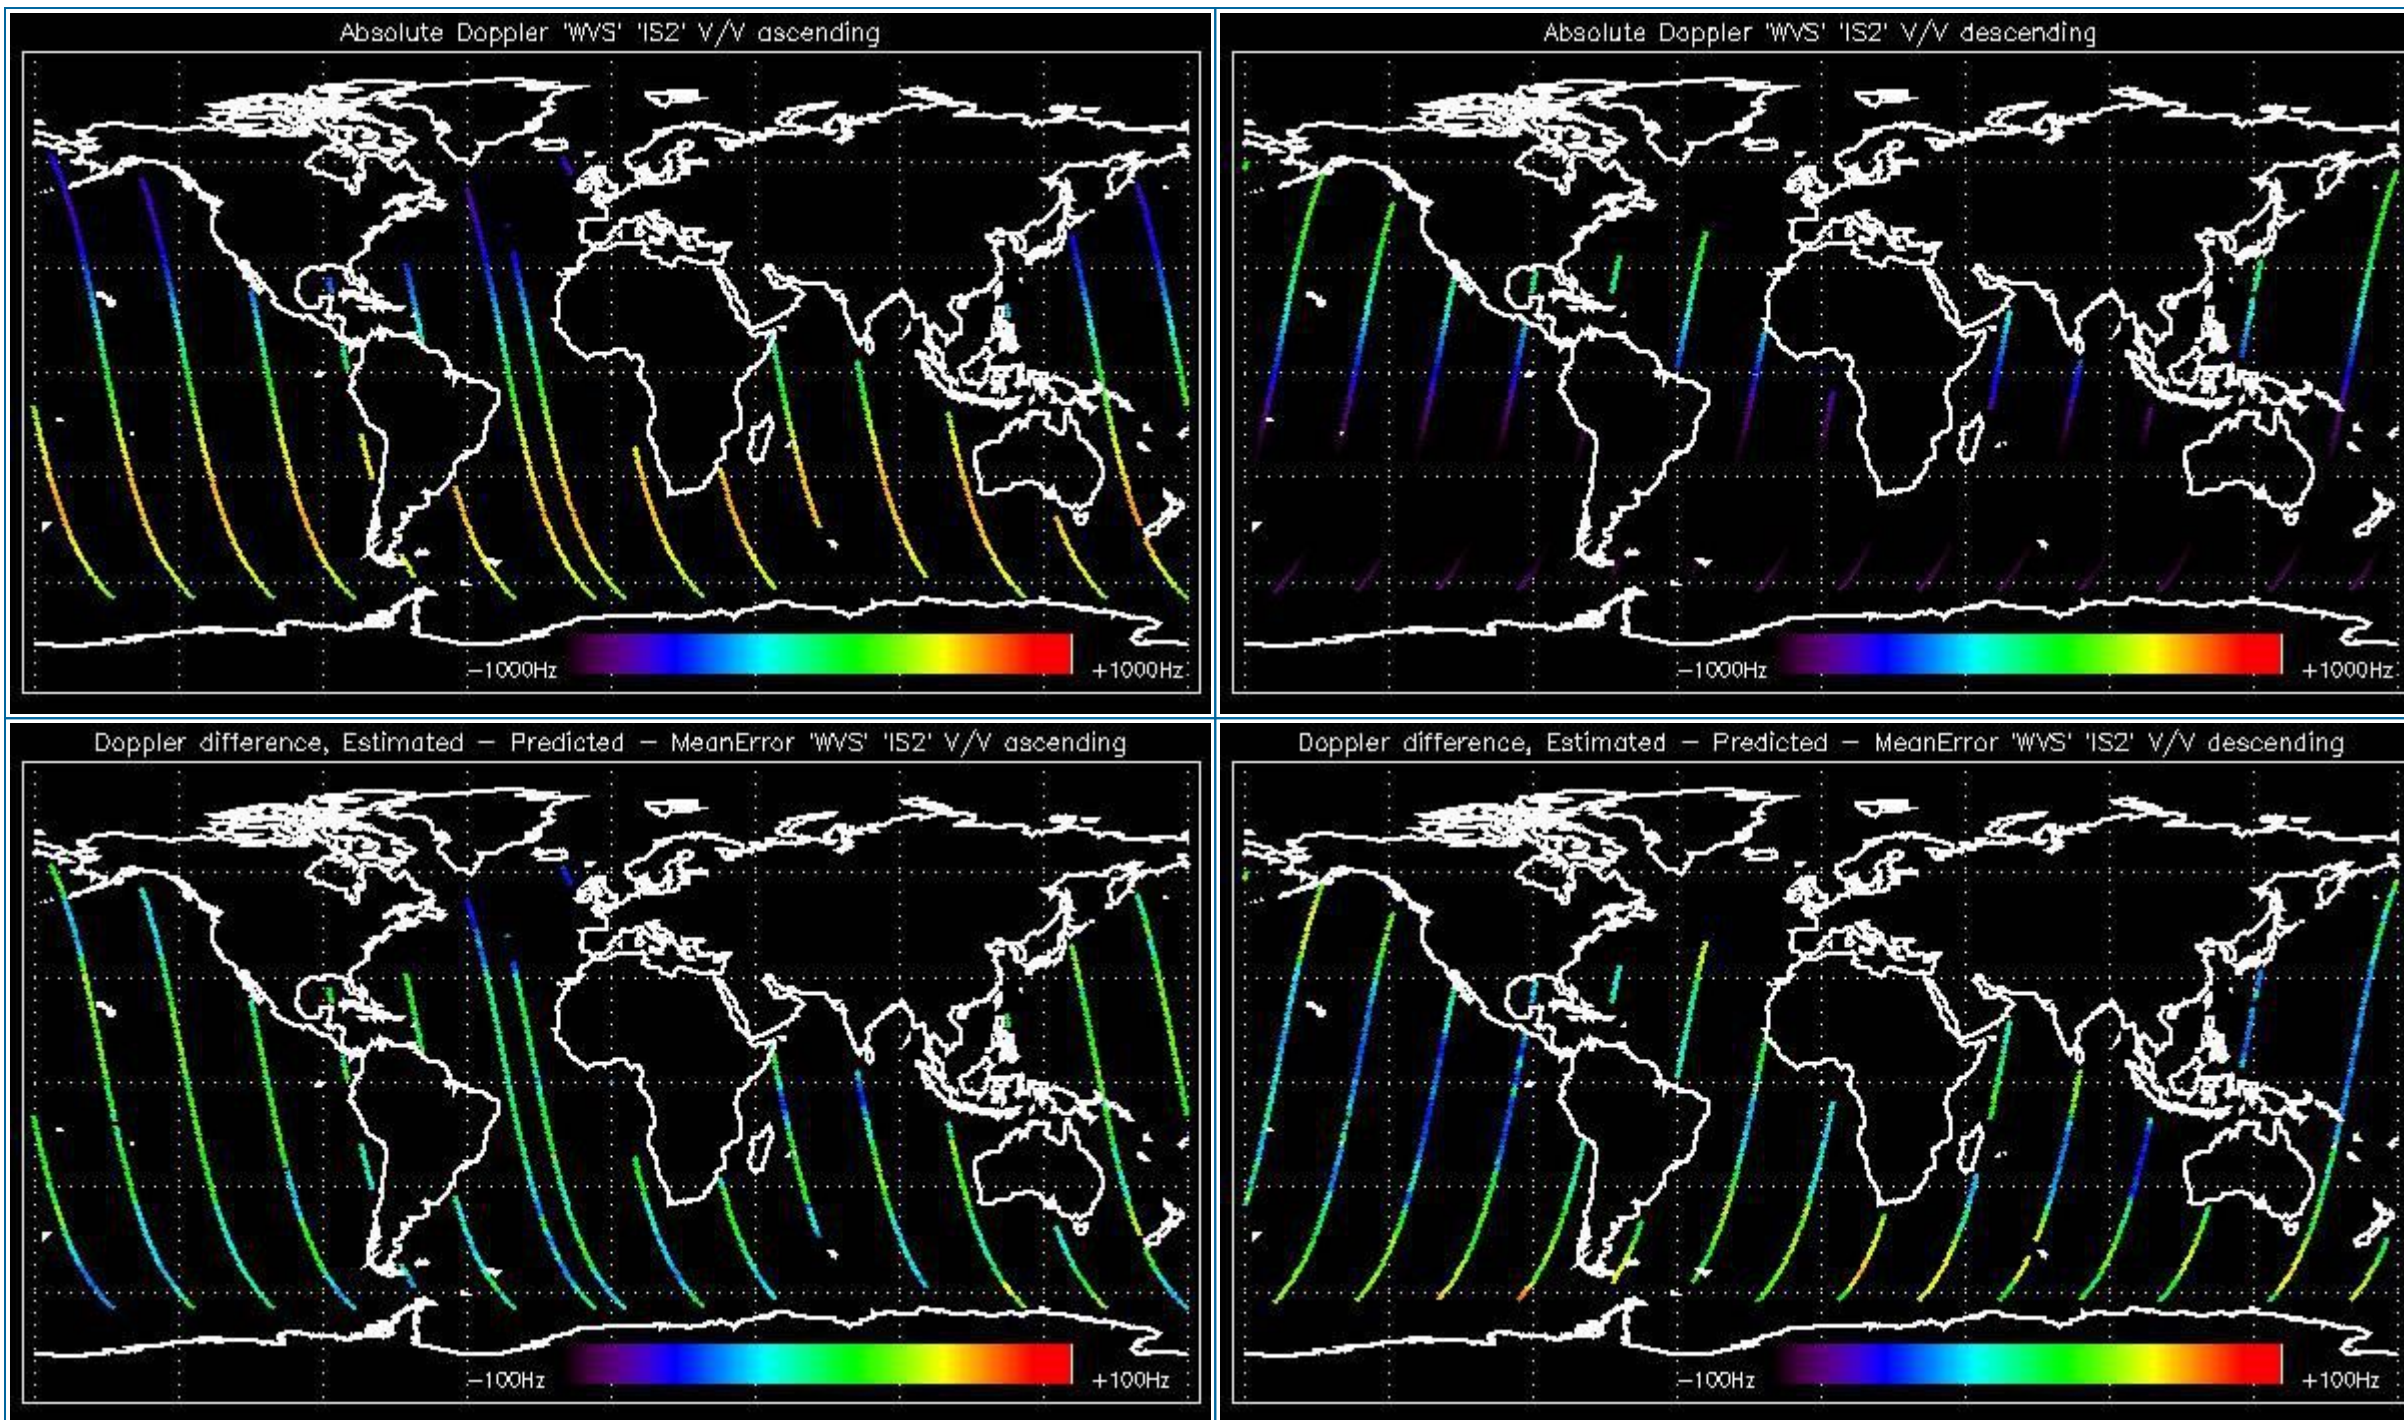 Absolute Doppler 'WVS' 'IS2' V/V ascending
-1000Hz
+1000Hz
Absolute Doppler 'WVS' 'IS2' V/V descending
-1000Hz
+1000Hz
Doppler difference, Estimated - Predicted - MeanError 'WVS' 'IS2' V/V ascending
-100Hz
+100Hz
Doppler difference, Estimated - Predicted - MeanError 'WVS' 'IS2' V/V descending
-100Hz
+100Hz